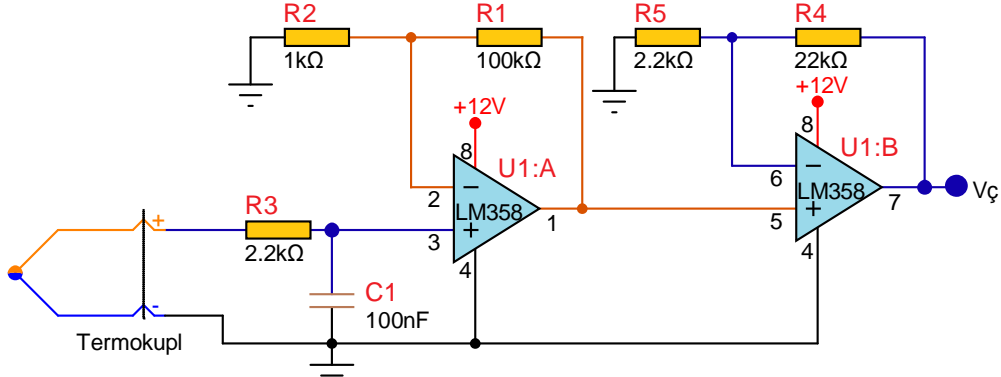 R2
R1
R5
R4
1kΩ
100kΩ
2.2kΩ
22kΩ
+12V
+12V
8
U1:A
8
U1:B
2
−
LM358
1
6
−
LM358
7
Vç
R3
2.2kΩ
3
+
4
5
+
4
+
-
C1
100nF
Termokupl